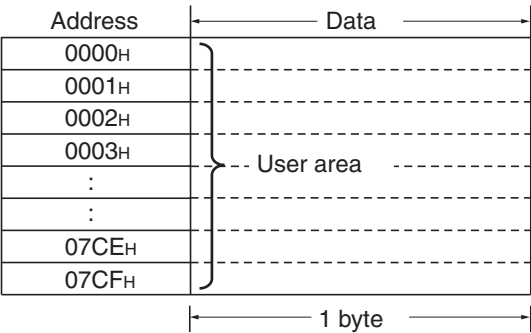 Address Data
0000H
0001H
0002H
0003H
User area
:
:
07CEH
07CFH
1 byte